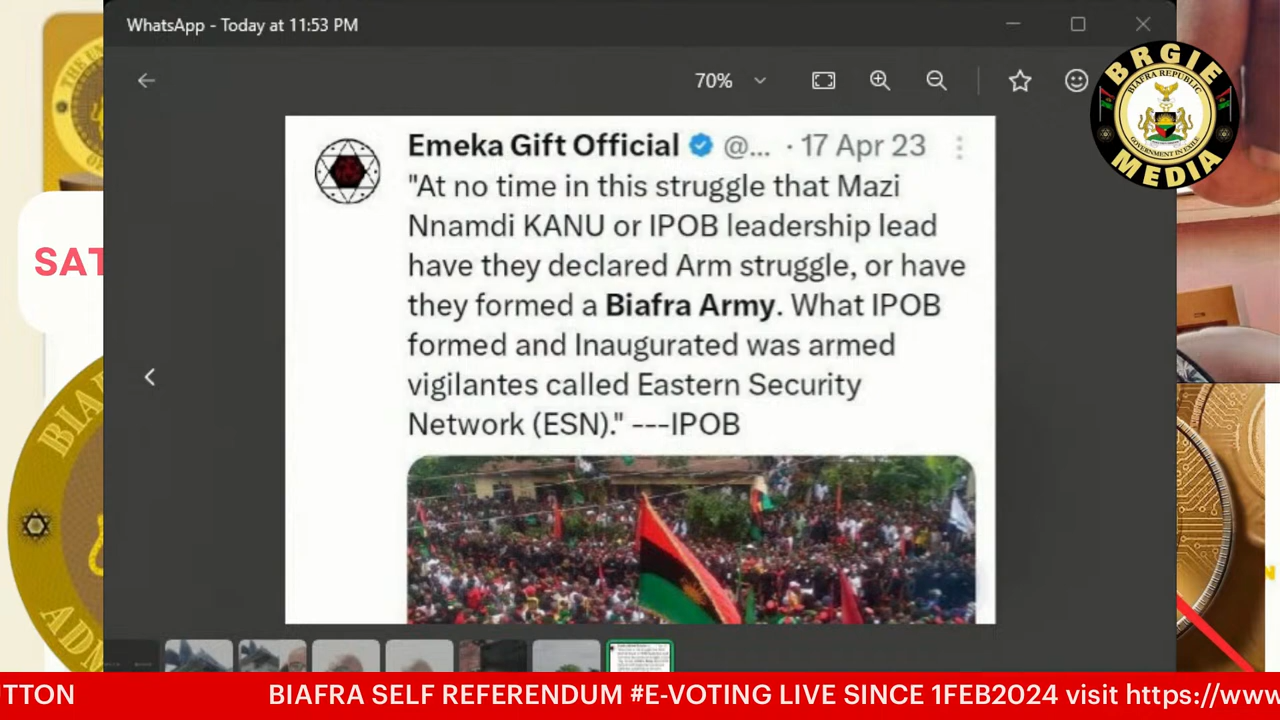 WhatsApp - Today at 11:53 PM
70%
BRGIE
BIAFRA REPUBLIC
GOVERNMENT IN EXILE
MEDIA
Emeka Gift Official @... · 17 Apr 23
"At no time in this struggle that Mazi
Nnamdi KANU or IPOB leadership lead
have they declared Arm struggle, or have
they formed a Biafra Army. What IPOB
formed and Inaugurated was armed
vigilantes called Eastern Security
Network (ESN)." ---IPOB
SAT
BIA
ADN
UTTON BIAFRA SELF REFERENDUM #E-VOTING LIVE SINCE 1FEB2024 visit https://www